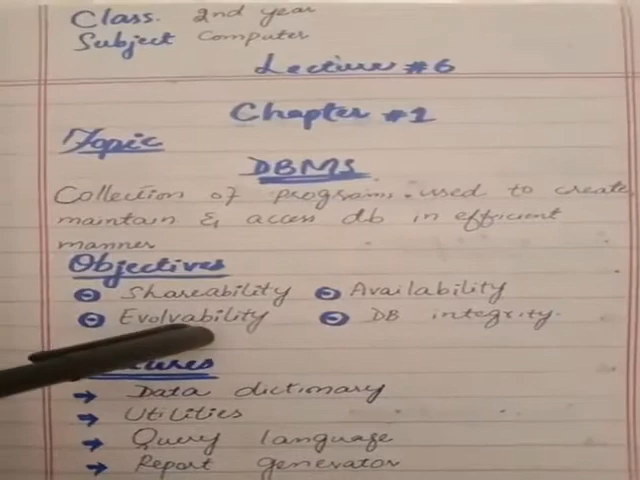 Class. 2nd year
Subject Computer
Lecture #6
Chapter #1
Topic
DBMS
Collection of programs used to create,
maintain & access db in efficient
manner
Objectives
Shareability Availability
Evolvability DB integrity.
Data dictionary
Utilities
Query language
Report generator